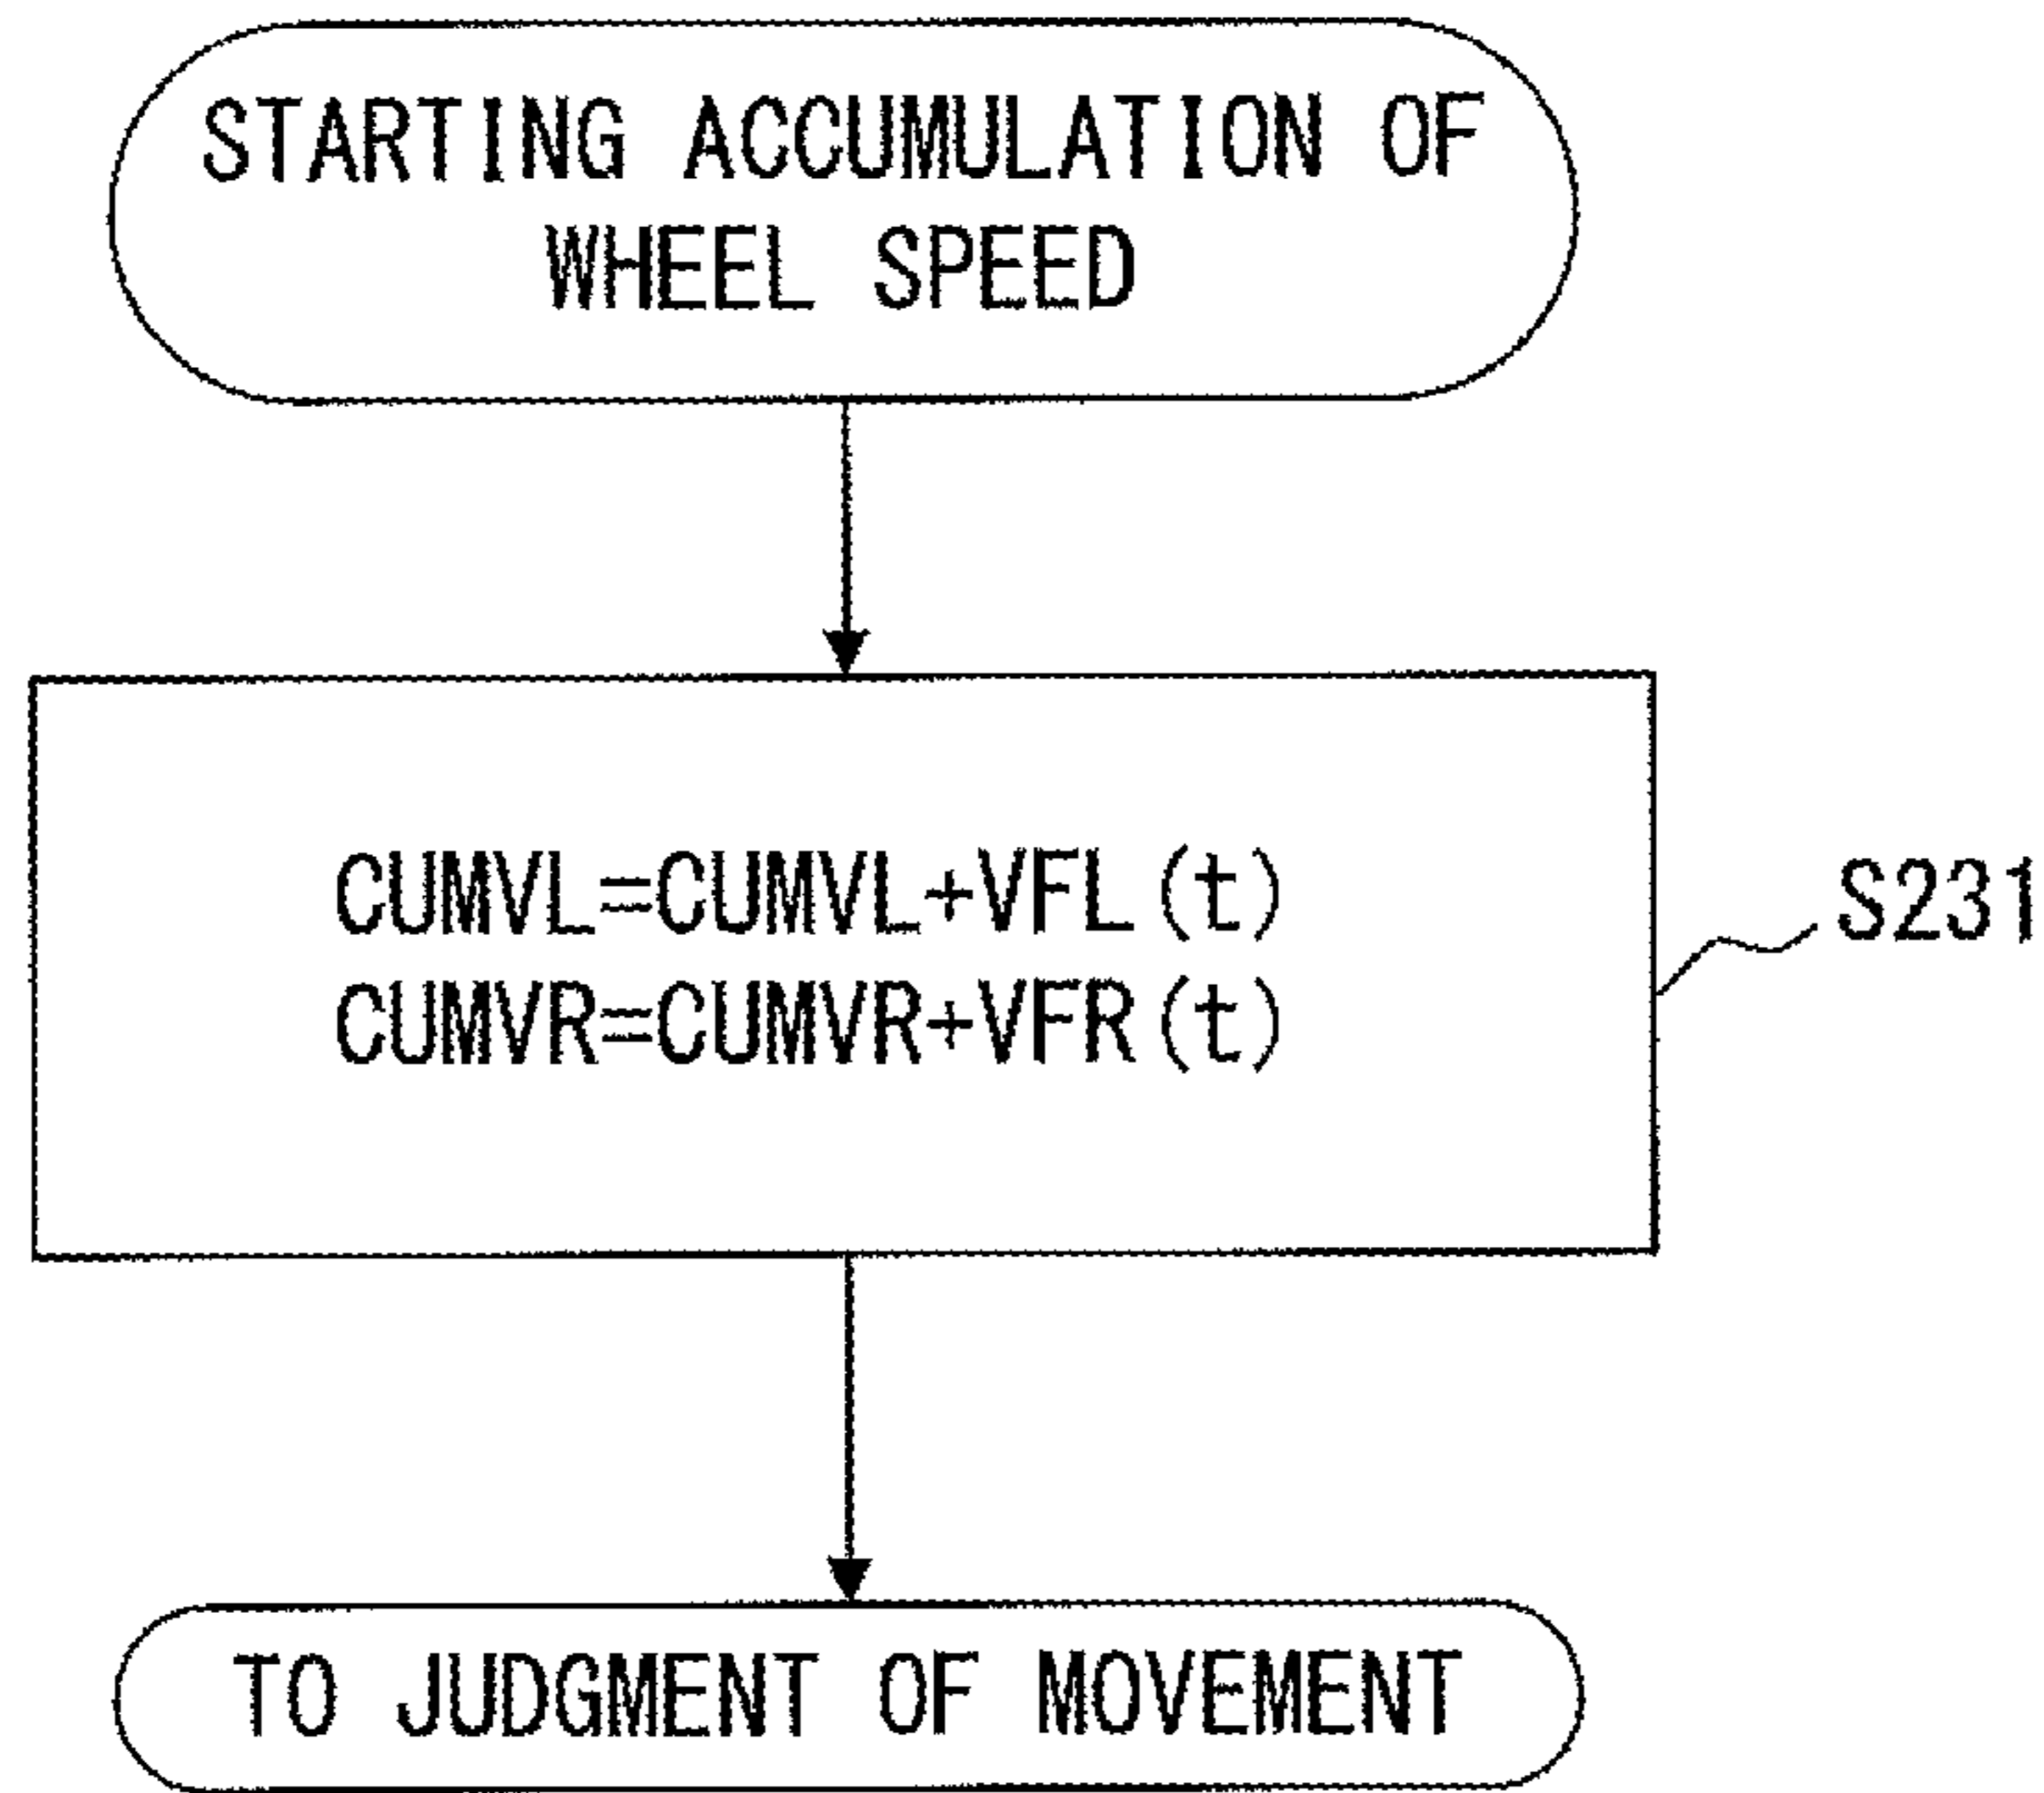 STARTING ACCUMULATION OF
WHEEL SPEED
CUMVL=CUMVL+VFL(t)
CUMVR=CUMVR+VFR(t)
S231
TO JUDGMENT OF MOVEMENT